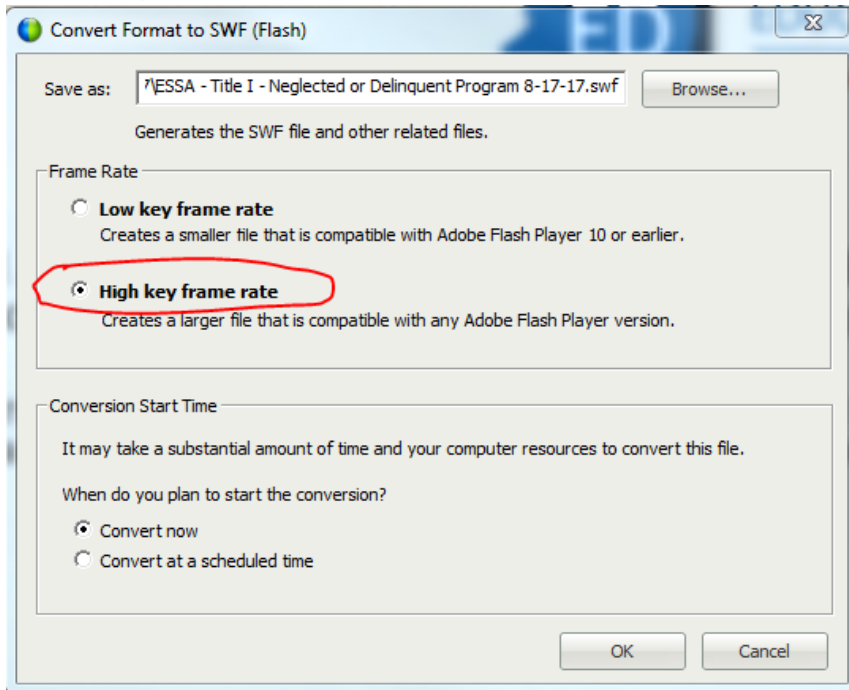 Convert Format to SWF (Flash)
ED
Save as:
7\ESSA - Title I - Neglected or Delinquent Program 8-17-17.swf
Browse...
Generates the SWF file and other related files.
Frame Rate
Low key frame rate
Creates a smaller file that is compatible with Adobe Flash Player 10 or earlier.
High key frame rate
Creates a larger file that is compatible with any Adobe Flash Player version.
Conversion Start Time
It may take a substantial amount of time and your computer resources to convert this file.
When do you plan to start the conversion?
Convert now
Convert at a scheduled time
OK
Cancel